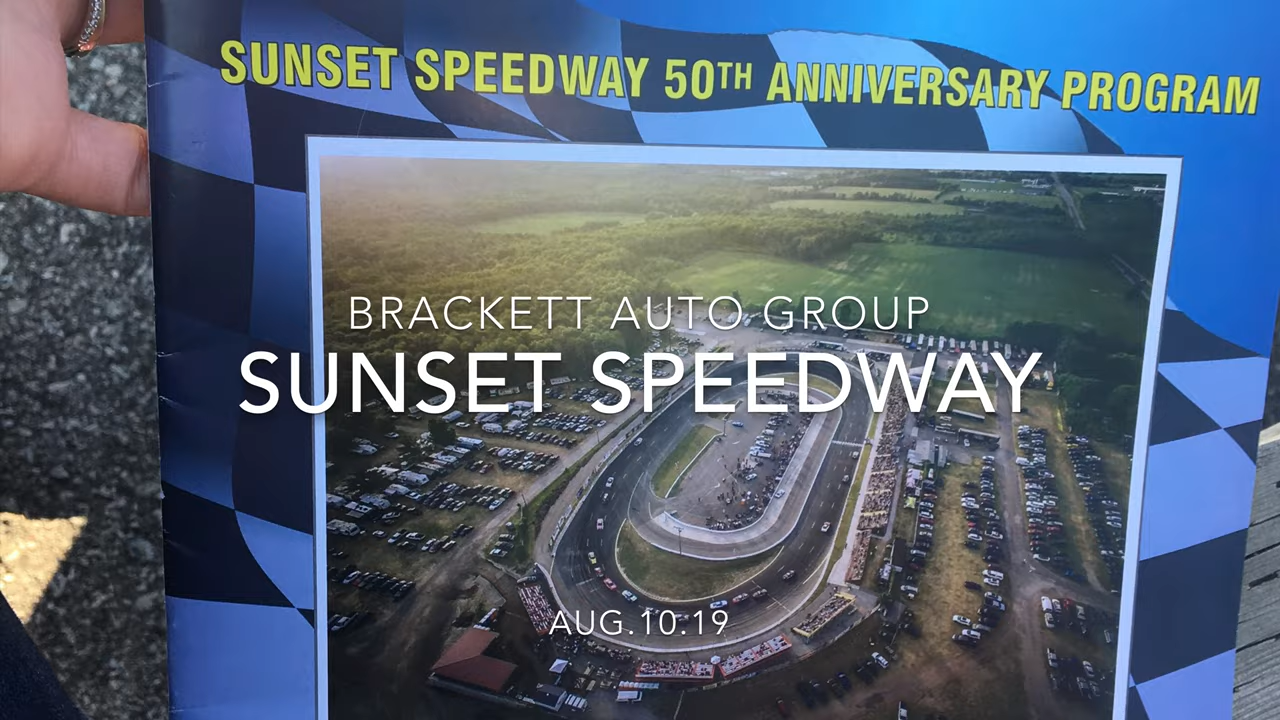 SUNSET SPEEDWAY 50TH ANNIVERSARY PROGRAM
BRACKETT AUTO GROUP
SUNSET SPEEDWAY
AUG.10.19